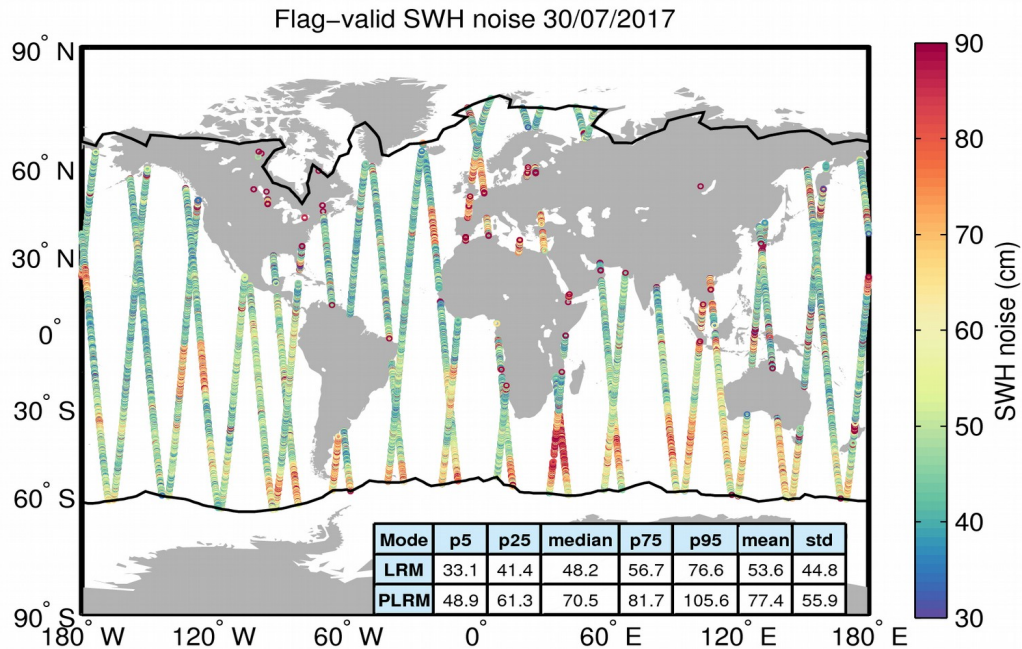 Flag−valid SWH noise 30/07/2017
90° N
60° N
30° N
0°
30° S
60° S
90° S
180° W
120° W
60° W
0°
60° E
120° E
180° E
Mode p5 p25 median p75 p95 mean std
LRM 33.1 41.4 48.2 56.7 76.6 53.6 44.8
PLRM 48.9 61.3 70.5 81.7 105.6 77.4 55.9
90
80
70
60
50
40
30
SWH noise (cm)